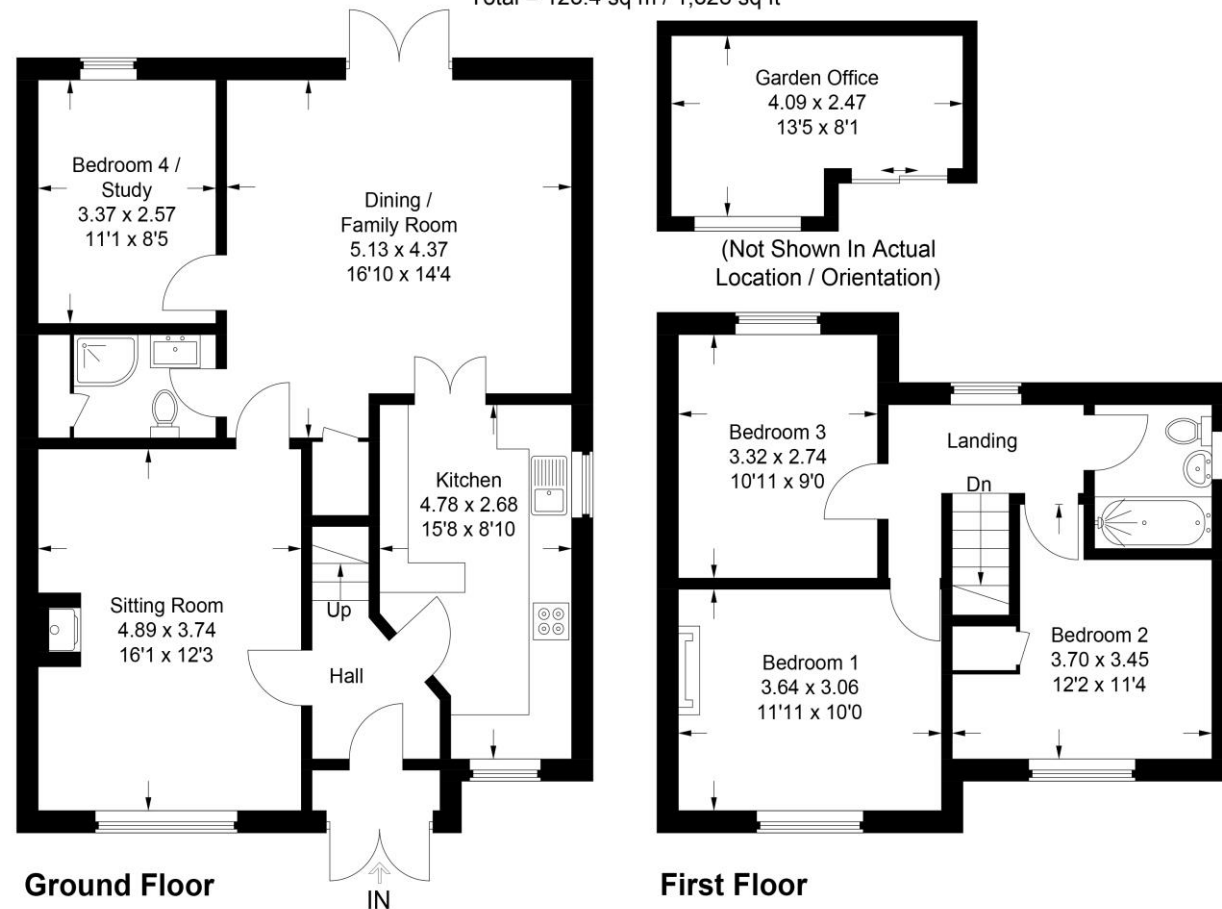 Garden Office
4.09 x 2.47
13'5 x 8'1
(Not Shown In Actual
Location / Orientation)
Bedroom 4 /
Study
3.37 x 2.57
11'1 x 8'5
Dining /
Family Room
5.13 x 4.37
16'10 x 14'4
Kitchen
4.78 x 2.68
15'8 x 8'10
Sitting Room
4.89 x 3.74
16'1 x 12'3
Up
Hall
IN
Ground Floor
Bedroom 3
3.32 x 2.74
10'11 x 9'0
Landing
Dn
Bedroom 1
3.64 x 3.06
11'11 x 10'0
Bedroom 2
3.70 x 3.45
12'2 x 11'4
First Floor